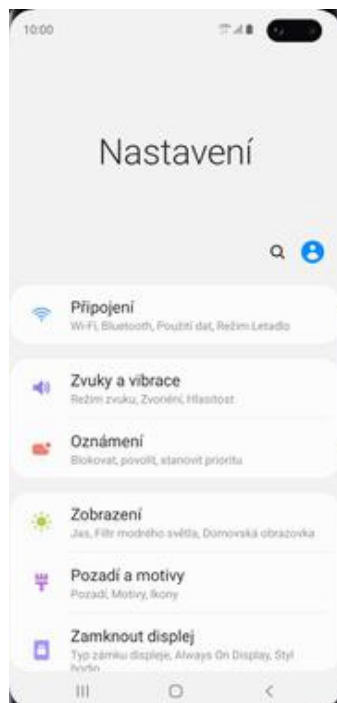 10:00
Nastavení
Připojení
Wi-Fi, Bluetooth, Použití dat, Režim Letadlo
Zvuky a vibrace
Režim zvuku, Zvonění, Hlasitost
Oznámení
Blokovat, povolit, stanovit prioritu
Zobrazení
Jas, Filtr modrého světla, Domovská obrazovka
Pozadí a motivy
Pozadí, Motivy, Ikony
Zamknout displej
Typ zámku displeje, Always On Display, Styl
hodin